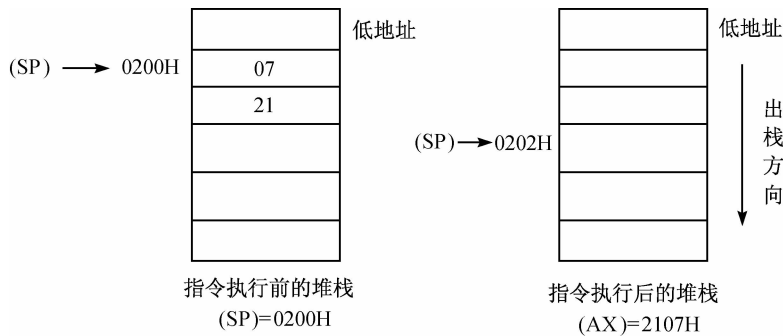 低地址
(SP) 0200H 07
21
指令执行前的堆栈
(SP)=0200H
低地址
(SP) 0202H
出栈方向
指令执行后的堆栈
(AX)=2107H